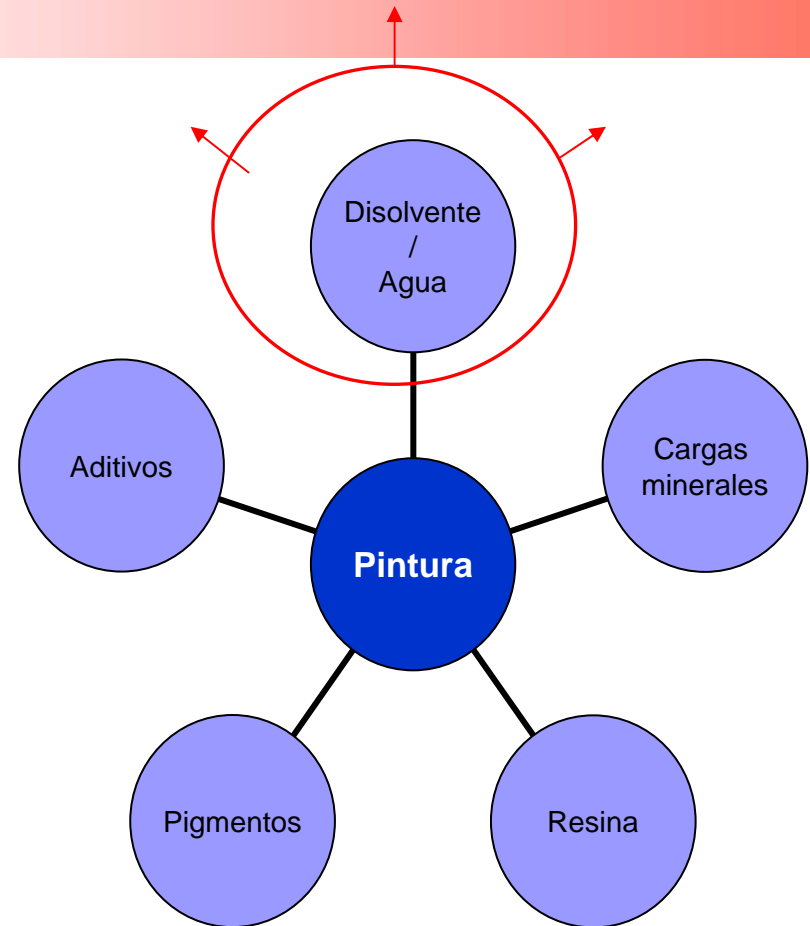 Disolvente
/
Agua
Aditivos
Cargas
minerales
Pintura
Pigmentos
Resina